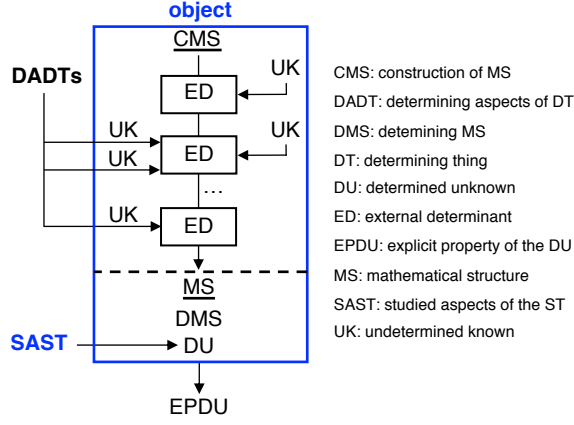 object
CMS
DADTs
UK
ED
UK
UK
ED
UK
...
UK
ED
MS
DMS
SAST
DU
EPDU
CMS: construction of MS
DADT: determining aspects of DT
DMS: detemining MS
DT: determining thing
DU: determined unknown
ED: external determinant
EPDU: explicit property of the DU
MS: mathematical structure
SAST: studied aspects of the ST
UK: undetermined known